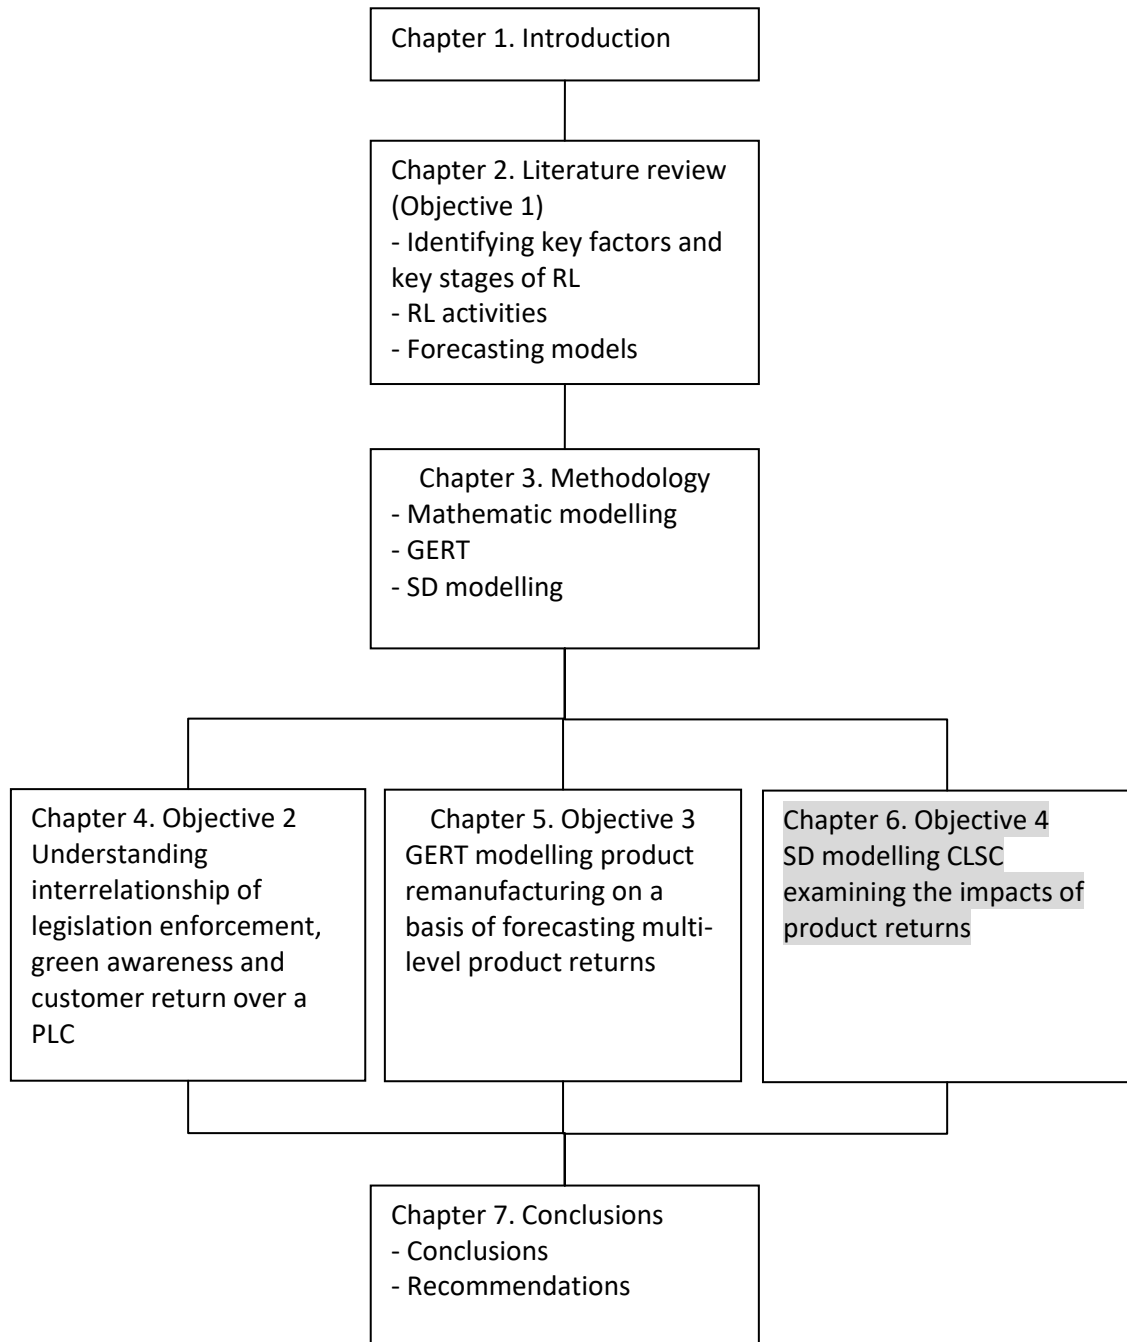 Chapter 1. Introduction
Chapter 2. Literature review
(Objective 1)
- Identifying key factors and
key stages of RL
- RL activities
- Forecasting models
Chapter 3. Methodology
- Mathematic modelling
- GERT
- SD modelling
Chapter 4. Objective 2
Understanding
interrelationship of
legislation enforcement,
green awareness and
customer return over a
PLC
Chapter 5. Objective 3
GERT modelling product
remanufacturing on a
basis of forecasting multi-
level product returns
Chapter 6. Objective 4
SD modelling CLSC
examining the impacts of
product returns
Chapter 7. Conclusions
- Conclusions
- Recommendations